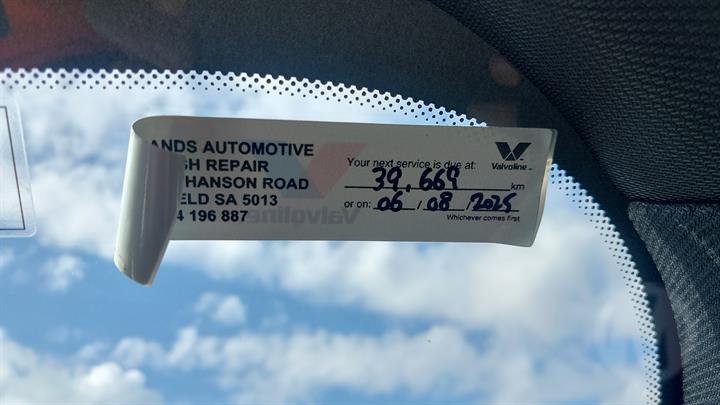 ANDS AUTOMOTIVE
SH REPAIR
HANSON ROAD
ELD SA 5013
4 196 887
Your next service is due at:
39,669 km
or on: 06/08/2025
Whichever comes first
Valvoline
Valvoline